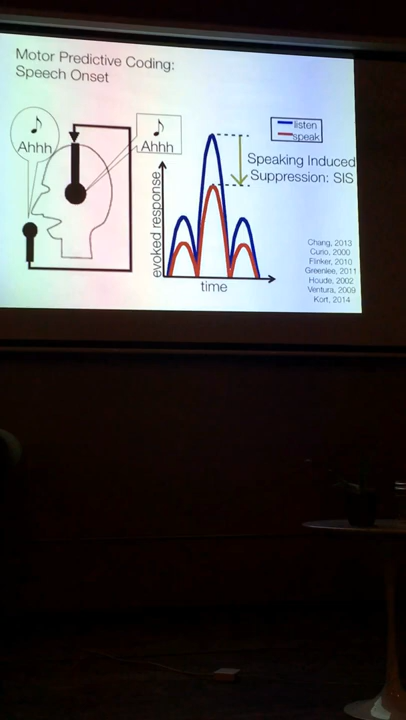 Motor Predictive Coding:
Speech Onset
Ahhh
Ahhh
listen
speak
Speaking Induced
Suppression: SIS
evoked response
time
Chang, 2013
Curio, 2000
Flinker, 2010
Greenlee, 2011
Houde, 2002
Ventura, 2009
Kort, 2014